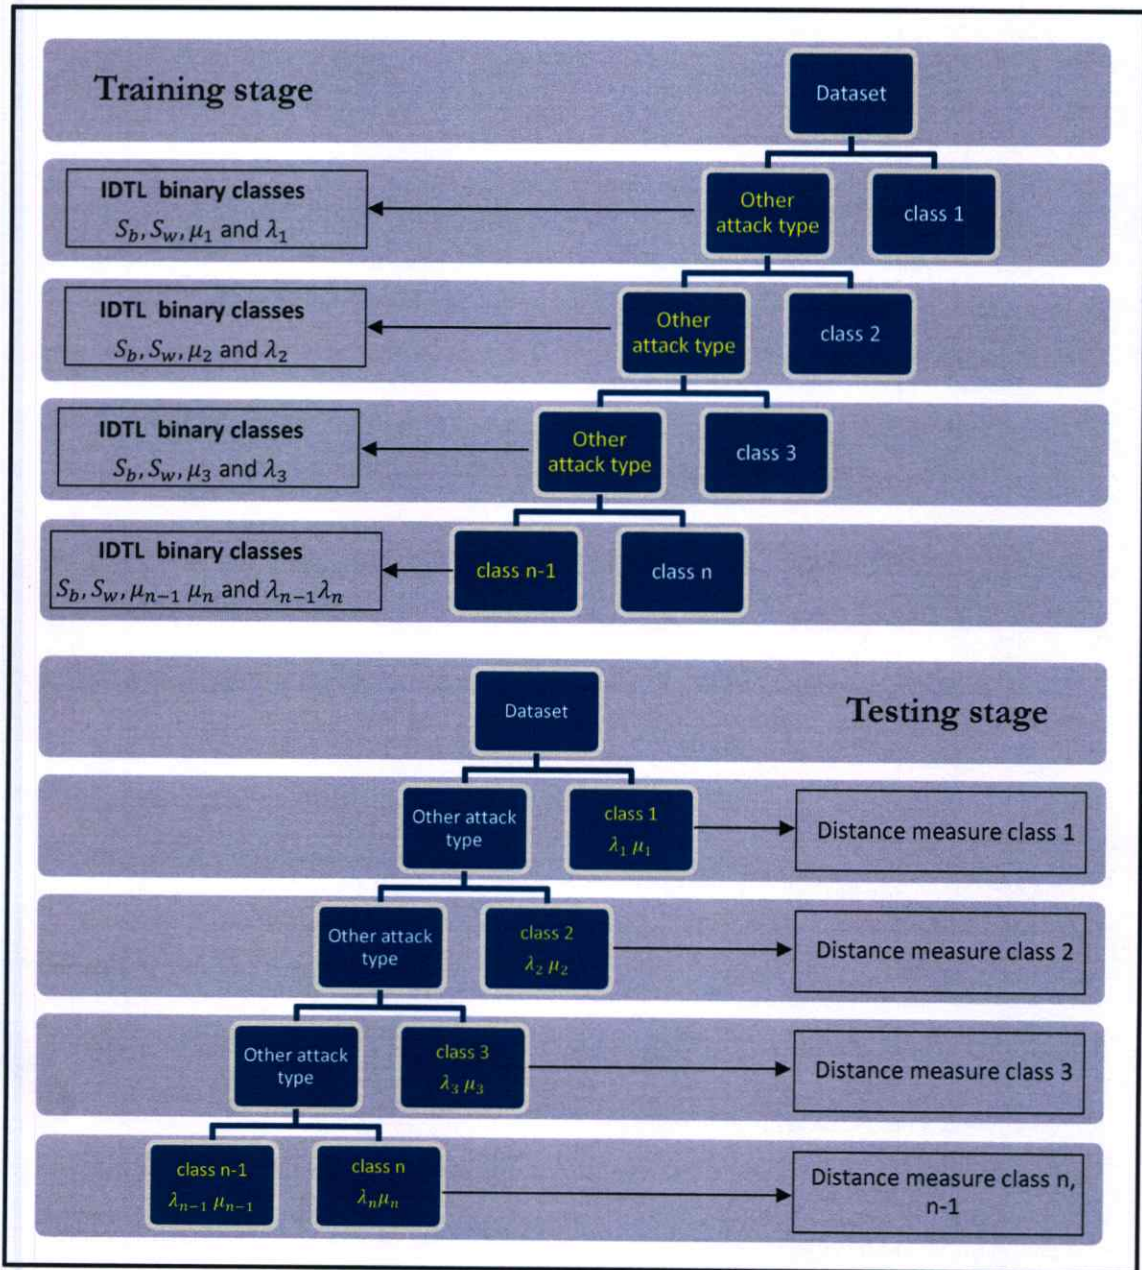 Training stage
Dataset
IDTL binary classes
S_b, S_w, μ_1 and λ_1
Other
attack type
class 1
IDTL binary classes
S_b, S_w, μ_2 and λ_2
Other
attack type
class 2
IDTL binary classes
S_b, S_w, μ_3 and λ_3
Other
attack type
class 3
IDTL binary classes
S_b, S_w, μ_{n−1} μ_n and λ_{n−1}λ_n
class n-1
class n
Dataset
Testing stage
Other attack
type
class 1
λ_1 μ_1
Distance measure class 1
Other attack
type
class 2
λ_2 μ_2
Distance measure class 2
Other attack
type
class 3
λ_3 μ_3
Distance measure class 3
class n-1
λ_{n−1} μ_{n−1}
class n
λ_nμ_n
Distance measure class n,
n-1